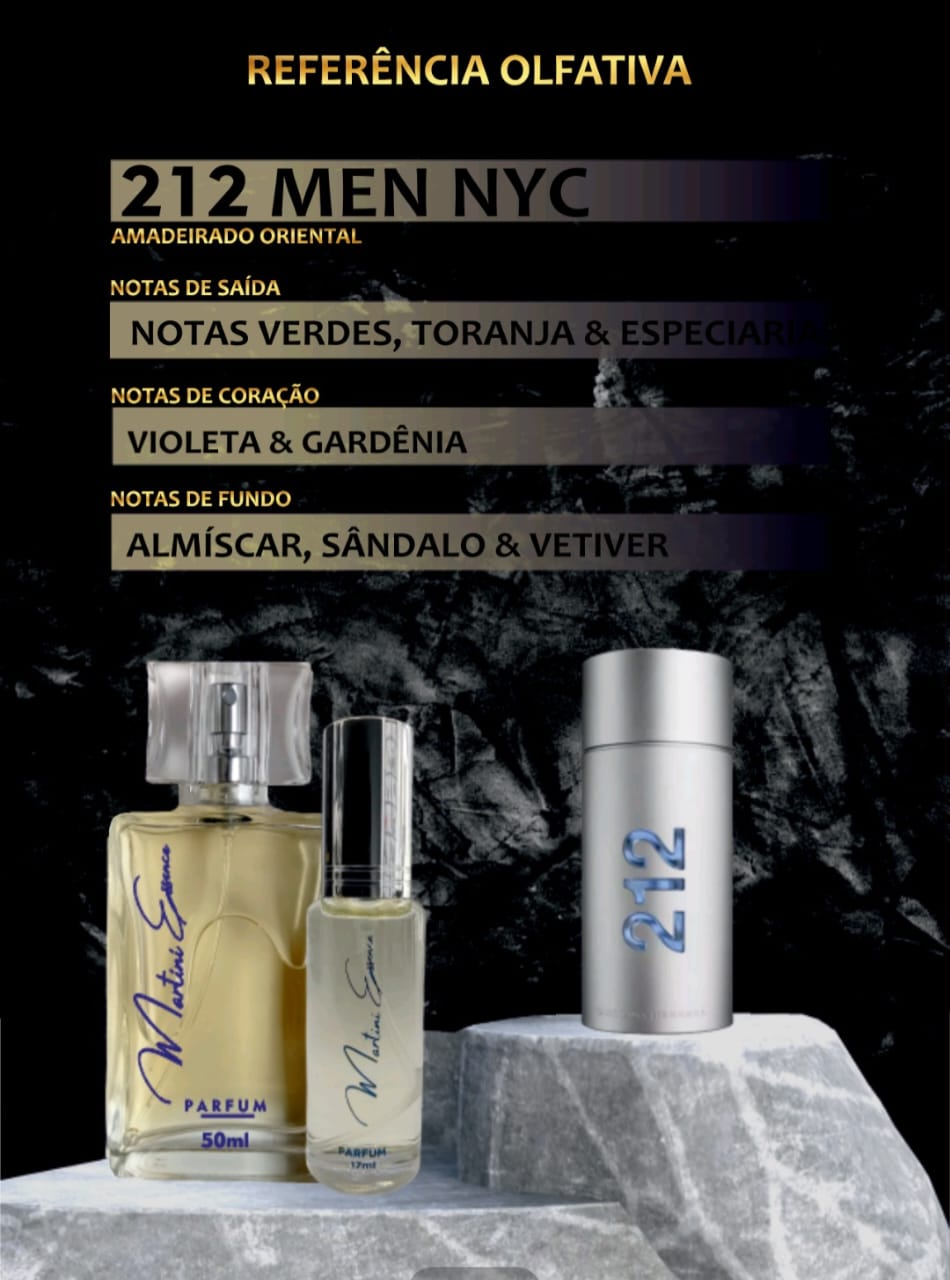 REFERÊNCIA OLFATIVA
212 MEN NYC
AMADEIRADO ORIENTAL
NOTAS DE SAÍDA
NOTAS VERDES, TORANJA & ESPECIARIA
NOTAS DE CORAÇÃO
VIOLETA & GARDÊNIA
NOTAS DE FUNDO
ALMÍSCAR, SÂNDALO & VETIVER
Martini Essence
PARFUM
50ml
Martini Essence
PARFUM
17ml
212